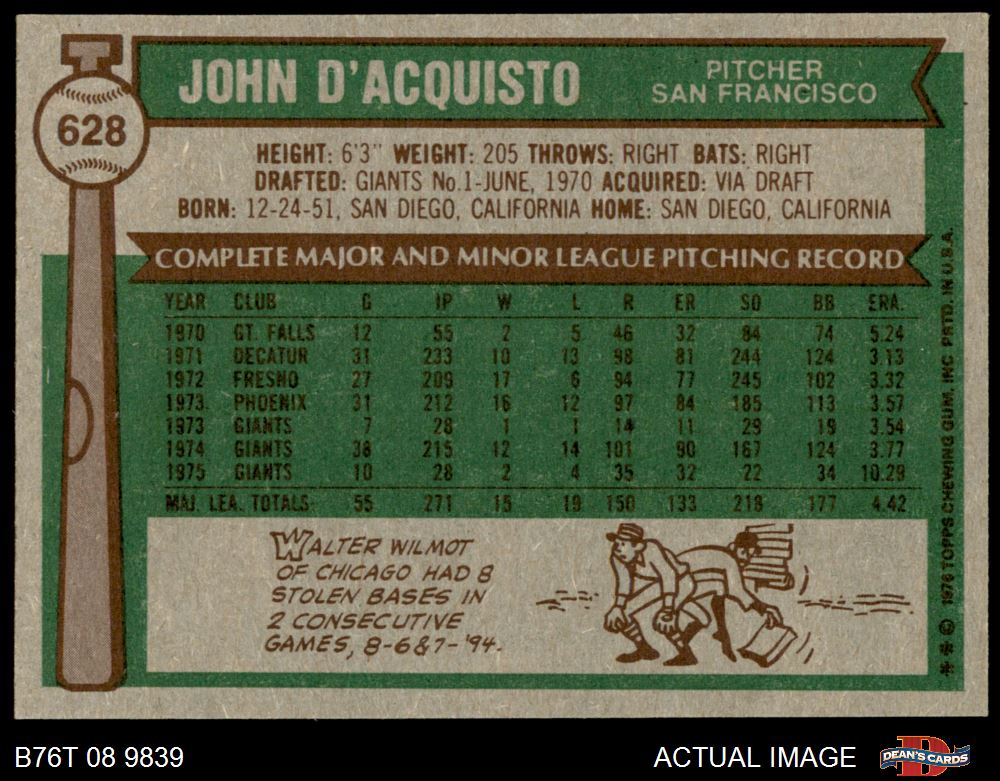 JOHN D'ACQUISTO
PITCHER
SAN FRANCISCO
628
HEIGHT: 6'3" WEIGHT: 205 THROWS: RIGHT BATS: RIGHT
DRAFTED: GIANTS No.1-JUNE, 1970 ACQUIRED: VIA DRAFT
BORN: 12-24-51, SAN DIEGO, CALIFORNIA HOME: SAN DIEGO, CALIFORNIA
COMPLETE MAJOR AND MINOR LEAGUE PITCHING RECORD
YEAR CLUB G IP W L R ER SO BB ERA.
1970 GT. FALLS 12 55 2 5 46 32 84 74 5.24
1971 DECATUR 31 233 10 13 98 81 244 124 3.13
1972 FRESNO 27 209 17 6 94 77 245 102 3.32
1973 PHOENIX 31 212 16 12 97 84 185 113 3.57
1973 GIANTS 7 28 1 1 14 11 29 19 3.54
1974 GIANTS 38 215 12 14 101 90 167 124 3.77
1975 GIANTS 10 28 2 4 35 32 22 34 10.29
MAJ. LEA. TOTALS 55 271 15 19 150 133 218 177 4.42
WALTER WILMOT
OF CHICAGO HAD 8
STOLEN BASES IN
2 CONSECUTIVE
GAMES, 8-6&7-'94.
** © 1976 TOPPS CHEWING GUM, INC. PRTD. IN U.S.A.
B76T 08 9839
ACTUAL IMAGE
DEAN'S CARDS